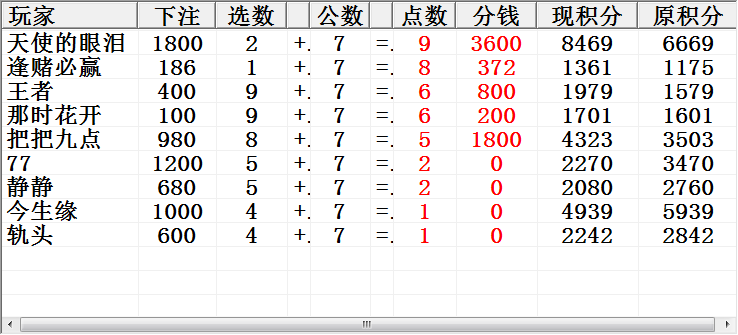 玩家 下注 选数 公数 点数 分钱 现积分 原积分
天使的眼泪 1800 2 +. 7 =. 9 3600 8469 6669
逢赌必赢 186 1 +. 7 =. 8 372 1361 1175
王者 400 9 +. 7 =. 6 800 1979 1579
那时花开 100 9 +. 7 =. 6 200 1701 1601
把把九点 980 8 +. 7 =. 5 1800 4323 3503
77 1200 5 +. 7 =. 2 0 2270 3470
静静 680 5 +. 7 =. 2 0 2080 2760
今生缘 1000 4 +. 7 =. 1 0 4939 5939
轨头 600 4 +. 7 =. 1 0 2242 2842